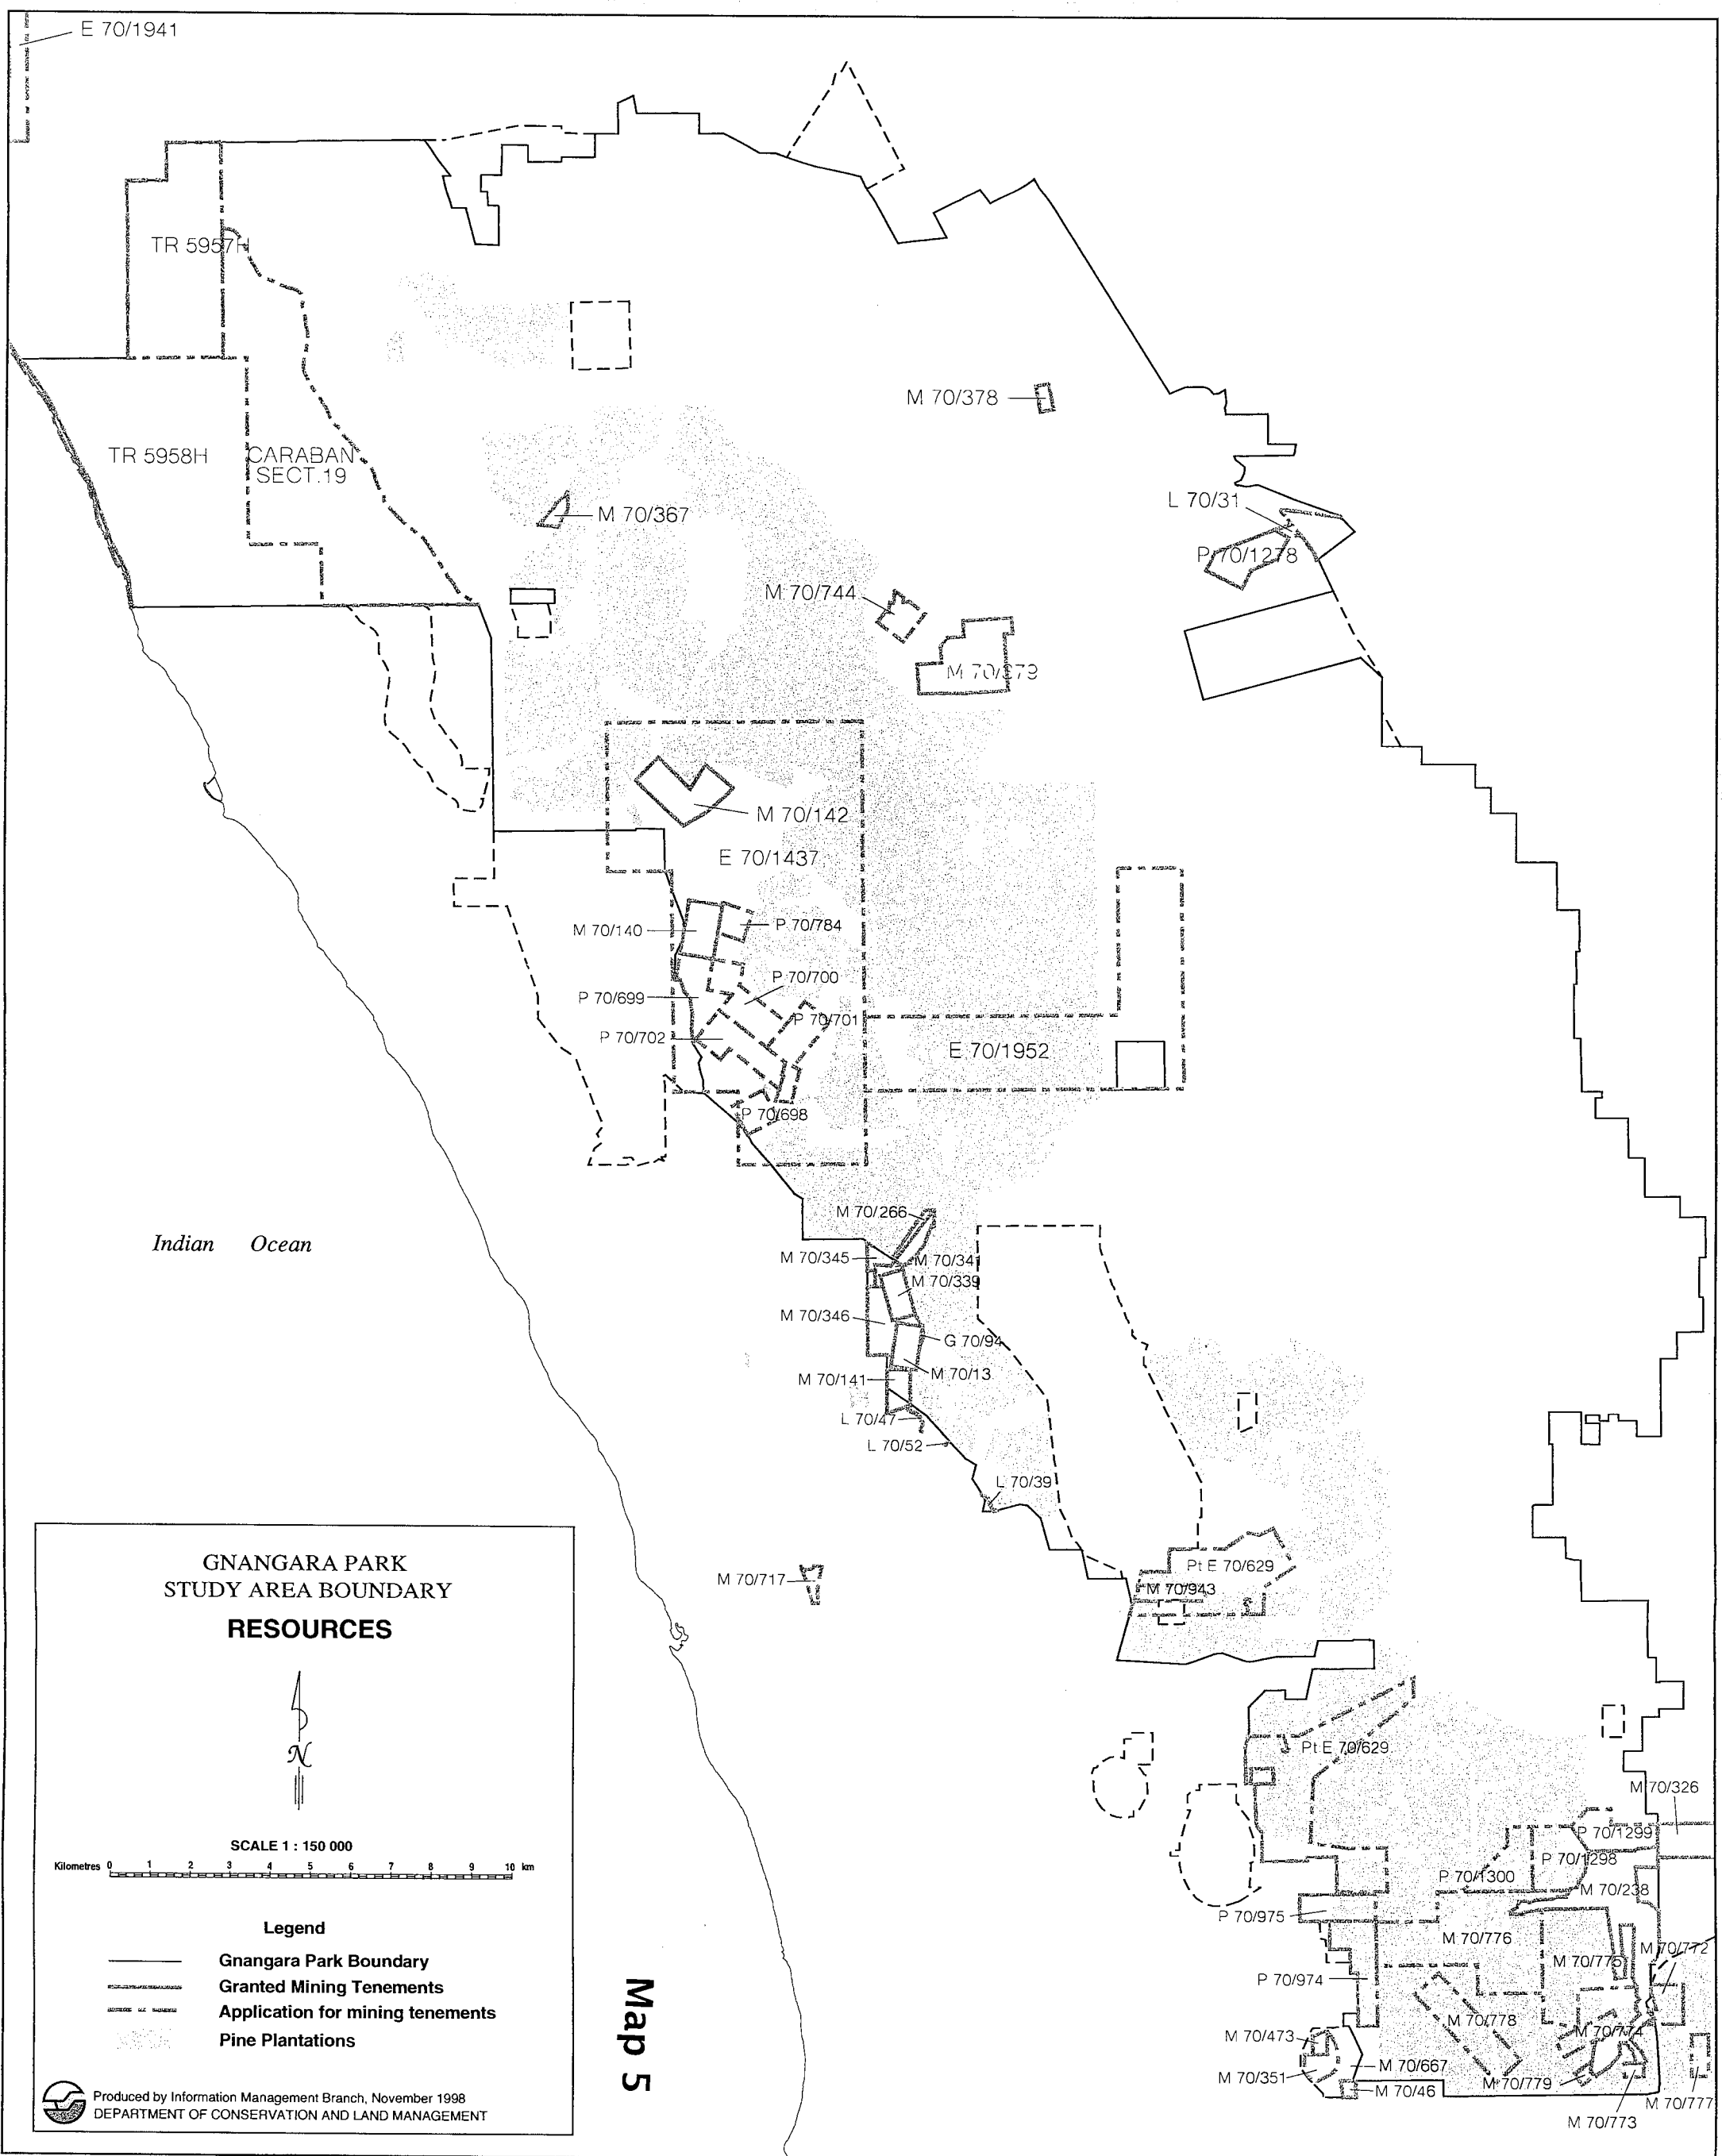 E 70/1941
TR 5957H
M 70/378
TR 5958H
CARABAN
SECT.19
L 70/31
M 70/367
P 70/1278
M 70/744
M 70/142
E 70/1437
M 70/140
P 70/784
P 70/700
P 70/699
P 70/701
P 70/702
E 70/1952
P 70/698
M 70/266
Indian Ocean
M 70/345
M 70/341
M 70/339
M 70/346
G 70/94
M 70/13
M 70/141
L 70/47
L 70/52
L 70/39
M 70/717
Pt E 70/629
M 70/943
Pt E 70/629
M 70/326
P 70/1299
P 70/1298
P 70/1300
M 70/238
P 70/975
M 70/776
M 70/772
M 70/775
P 70/974
M 70/778
M 70/774
M 70/473
M 70/667
M 70/351
M 70/46
M 70/779
M 70/777
M 70/773
GNANGARA PARK
STUDY AREA BOUNDARY
RESOURCES
N
SCALE 1 : 150 000
Kilometres 0 1 2 3 4 5 6 7 8 9 10 km
Legend
Gnangara Park Boundary
Granted Mining Tenements
Application for mining tenements
Pine Plantations
Produced by Information Management Branch, November 1998
DEPARTMENT OF CONSERVATION AND LAND MANAGEMENT
Map 5